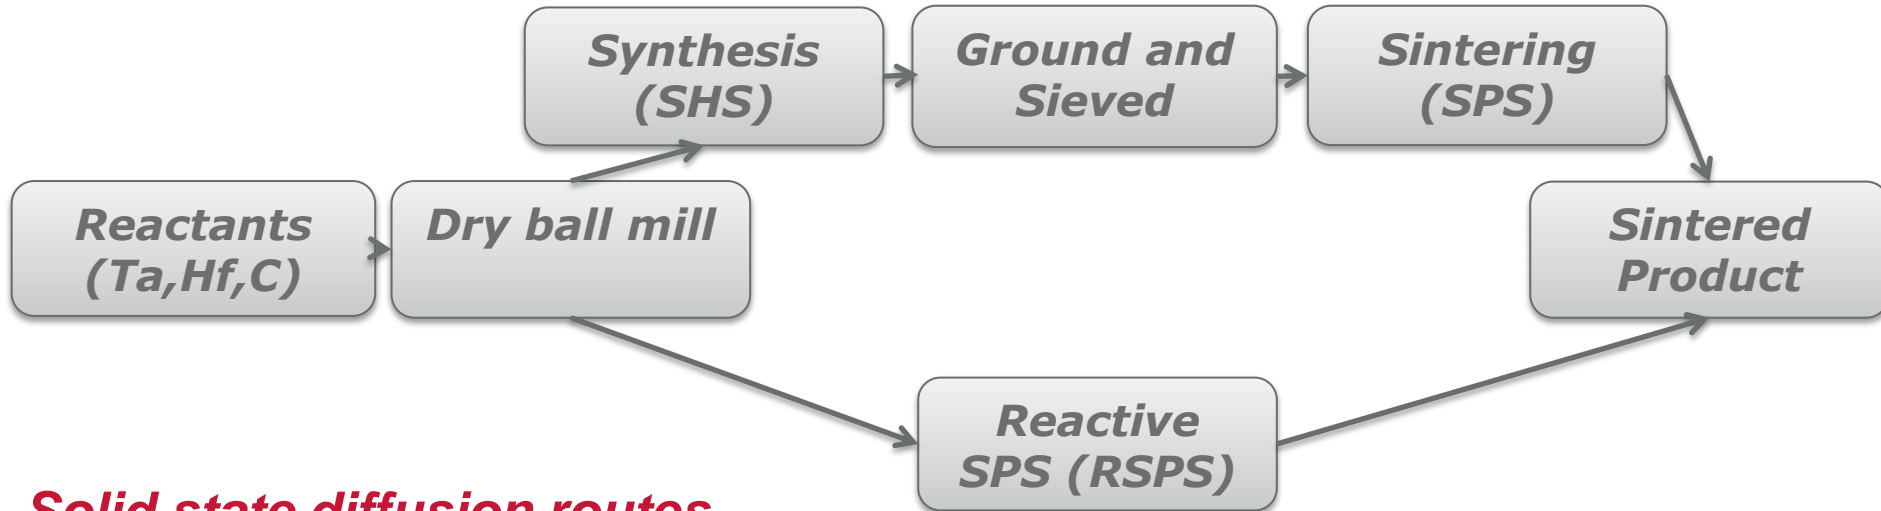 Synthesis
(SHS)
Ground and
Sieved
Sintering
(SPS)
Reactants
(Ta,Hf,C)
Dry ball mill
Sintered
Product
Reactive
SPS (RSPS)
Solid state diffusion routes